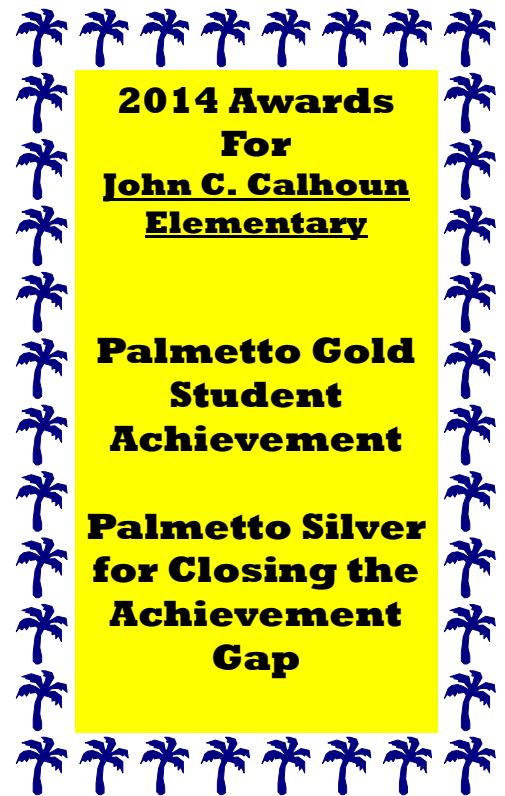 2014 Awards
For
John C. Calhoun
Elementary
Palmetto Gold
Student
Achievement
Palmetto Silver
for Closing the
Achievement
Gap